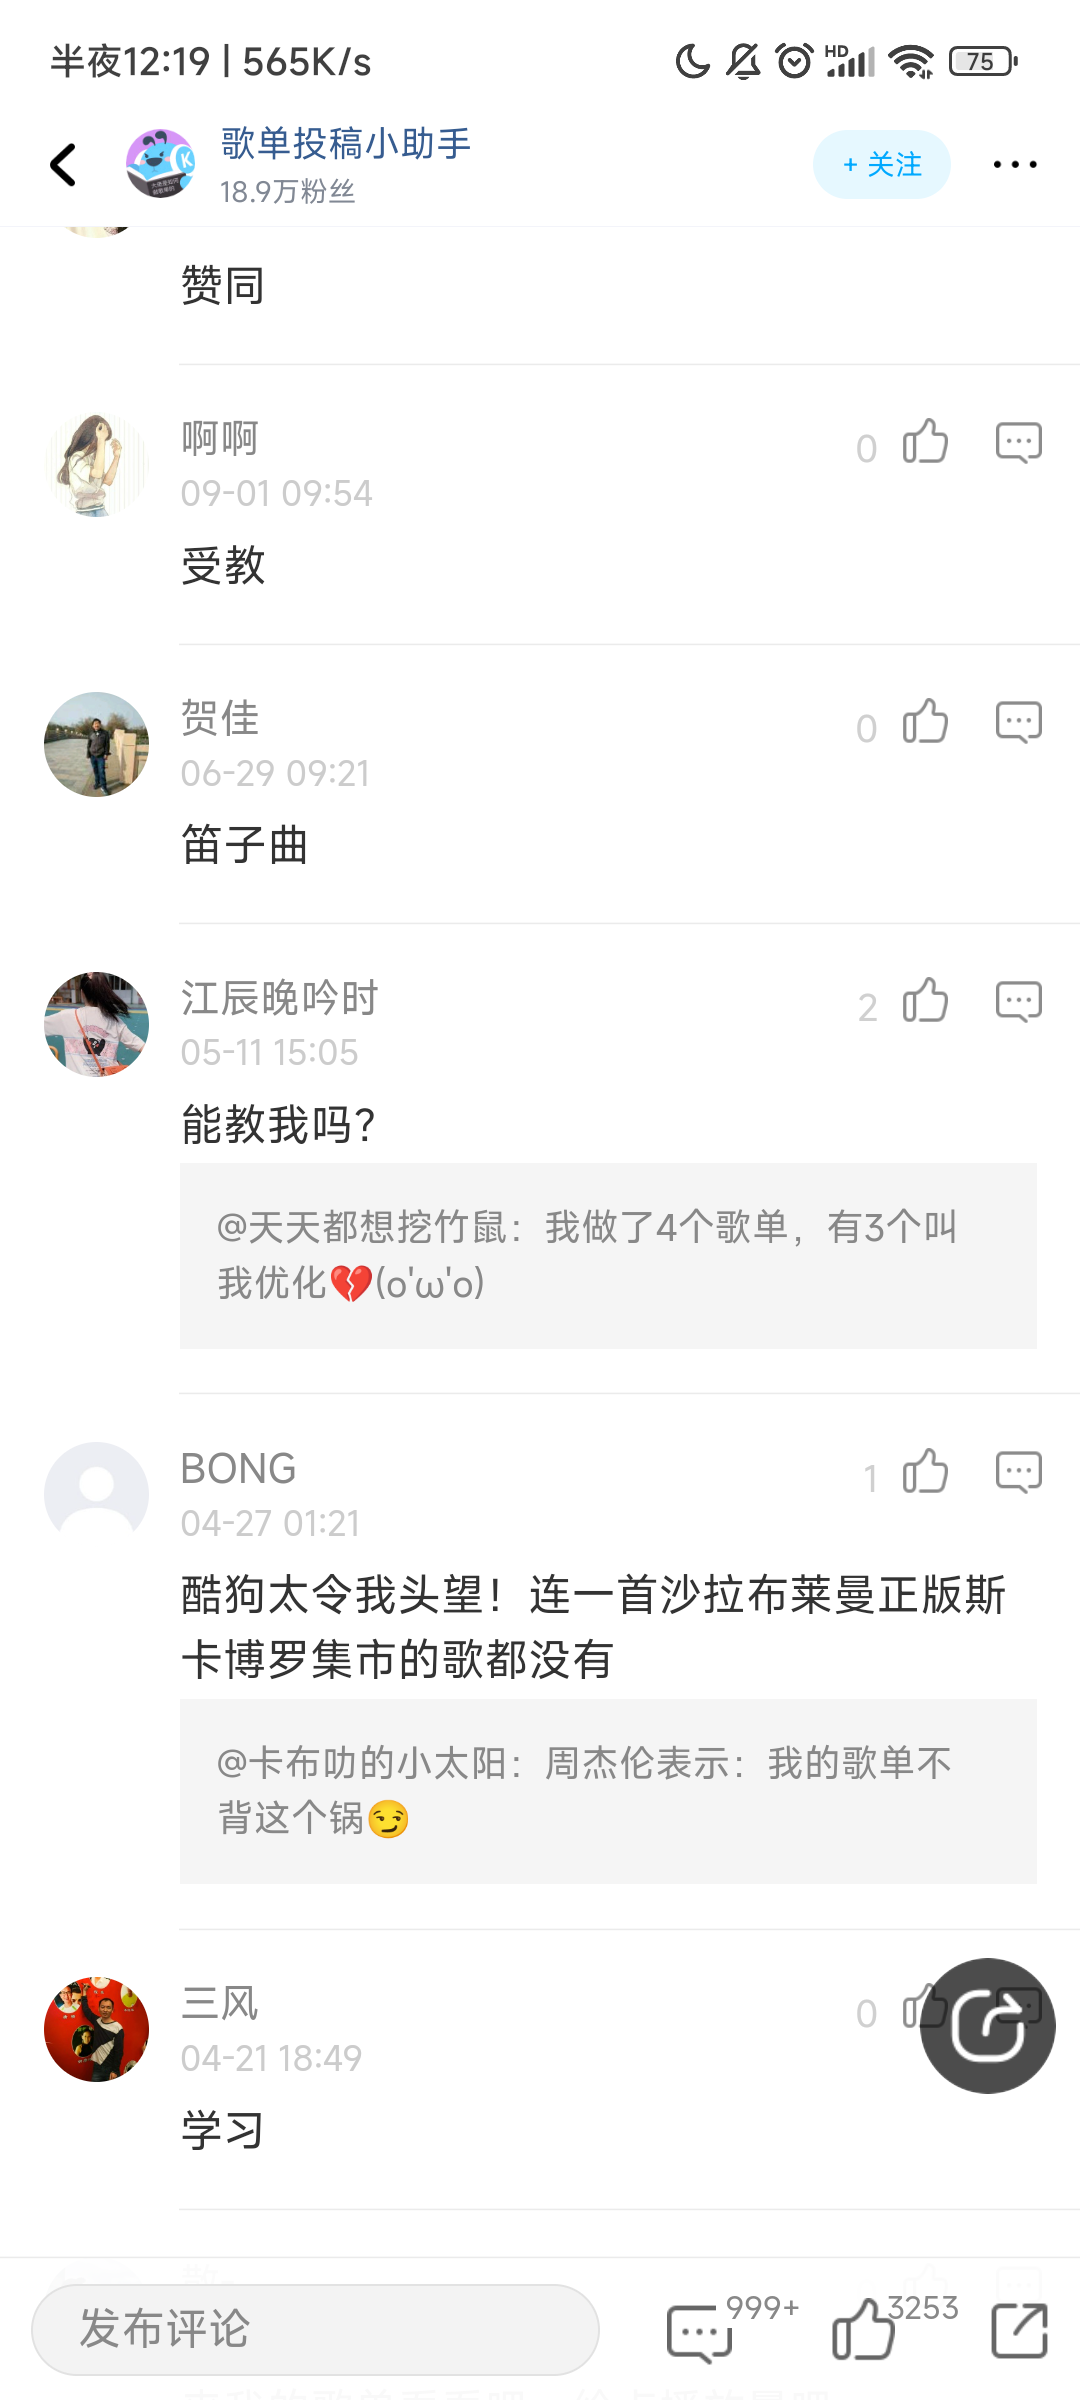 半夜12:19 | 565K/s
HD
75
歌单投稿小助手
18.9万粉丝
+ 关注
赞同
啊啊
0
09-01 09:54
受教
贺佳
0
06-29 09:21
笛子曲
江辰晚吟时
2
05-11 15:05
能教我吗？
@天天都想挖竹鼠：我做了4个歌单，有3个叫
我优化💔(o'ω'o)
BONG
1
04-27 01:21
酷狗太令我头望！连一首沙拉布莱曼正版斯
卡博罗集市的歌都没有
@卡布叻的小太阳：周杰伦表示：我的歌单不
背这个锅😏
三风
0
04-21 18:49
学习
发布评论
999+
3253